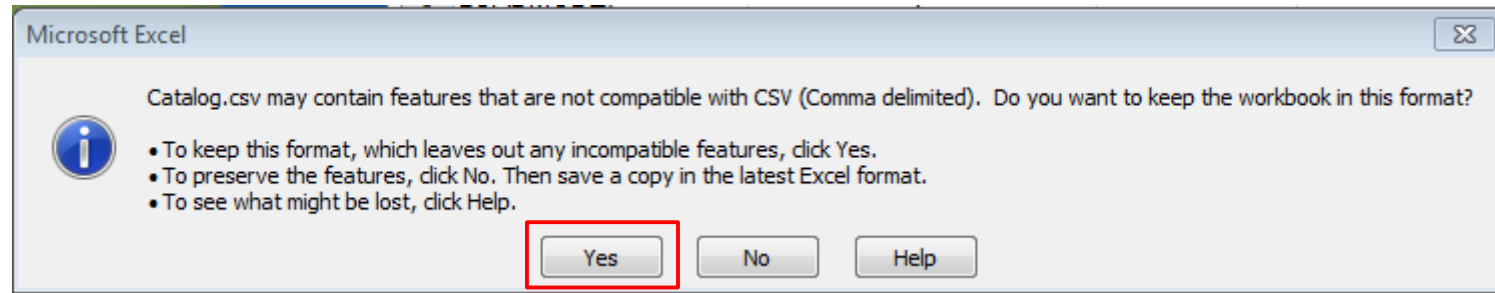 Microsoft Excel
Catalog.csv may contain features that are not compatible with CSV (Comma delimited).  Do you want to keep the workbook in this format?
• To keep this format, which leaves out any incompatible features, click Yes.
• To preserve the features, click No. Then save a copy in the latest Excel format.
• To see what might be lost, click Help.
Yes No Help